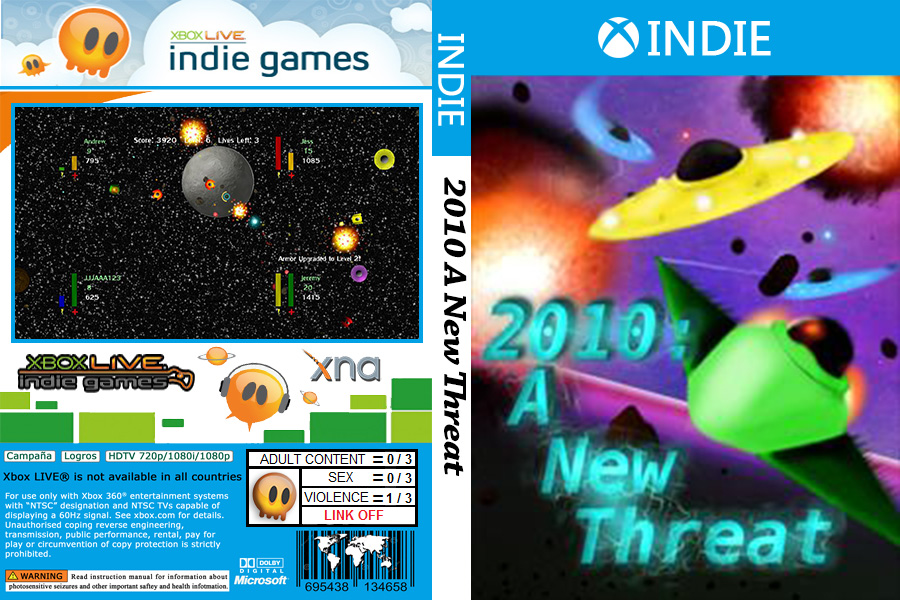 XBOX LIVE
indie games
Andrew
9
795
Score: 3920
6
Lives Left: 3
Jess
15
1085
Armor Upgraded to Level 2!
JJAAA123
8
625
Jeremy
20
1415
XBOX LIVE
indie games
xna
Campaña Logros HDTV 720p/1080i/1080p
Xbox LIVE® is not available in all countries
For use only with Xbox 360® entertainment systems
with “NTSC” designation and NTSC TVs capable of
displaying a 60Hz signal. See xbox.com for details.
Unauthorised coping reverse engineering,
transmission, public performance, rental, pay for
play or circumvention of copy protection is strictly
prohibited.
WARNING Read instruction manual for information about
photosensitive seizures and other important saftey and health infotmation.
ADULT CONTENT = 0 / 3
SEX = 0 / 3
VIOLENCE = 1 / 3
LINK OFF
DOLBY
DIGITAL
Microsoft
695438 134658
INDIE
2010 A New Threat
INDIE
2010:
A
New
Threat